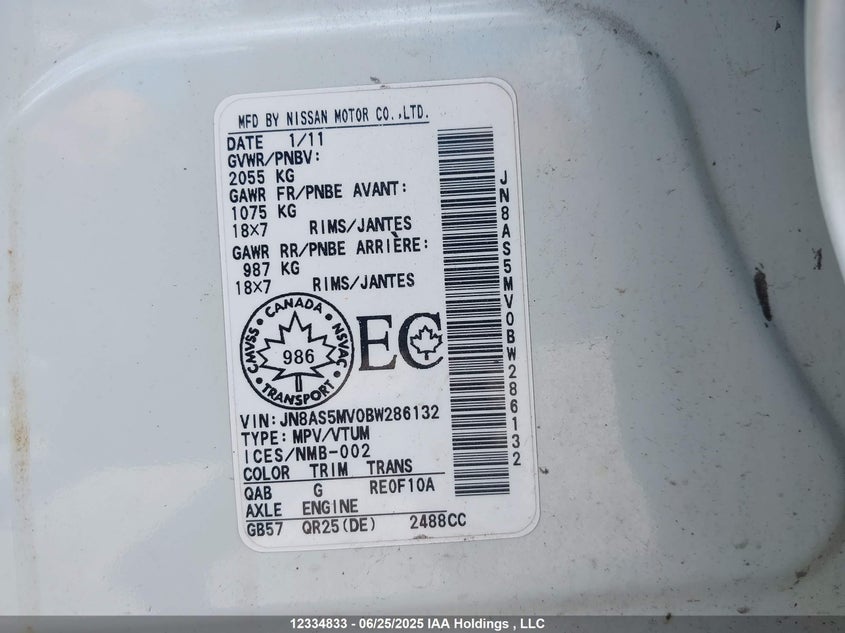 MFD BY NISSAN MOTOR CO.,LTD.
DATE 1/11
GVWR/PNBV:
2055 KG
GAWR FR/PNBE AVANT:
1075 KG
18×7 RIMS/JANTES
GAWR RR/PNBE ARRIÈRE:
987 KG
18×7 RIMS/JANTES
CANADA
CMVSS
NSVAC
986
TRANSPORT
EC
VIN:JN8AS5MV0BW286132
TYPE:MPV/VTUM
ICES/NMB-002
COLOR TRIM TRANS
QAB G RE0F10A
AXLE ENGINE
GB57 QR25(DE) 2488CC
JN8AS5MV0BW286132
12334833 - 06/25/2025 IAA Holdings , LLC